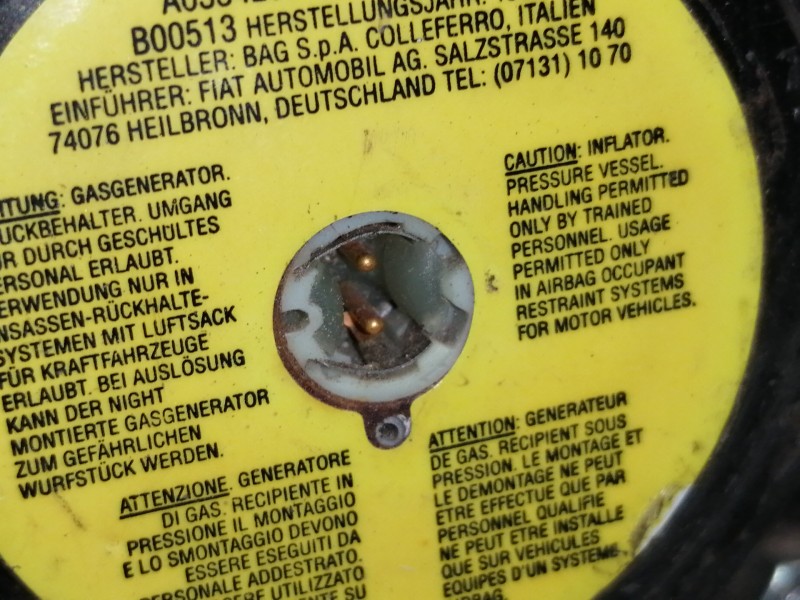 B00513 HERSTELLUNGSJAHR:
HERSTELLER: BAG S.p.A. COLLEFERRO, ITALIEN
EINFÜHRER: FIAT AUTOMOBIL AG. SALZSTRASSE 140
74076 HEILBRONN, DEUTSCHLAND TEL: (07131) 10 70
TUNG: GASGENERATOR.
UCKBEHALTER. UMGANG
UR DURCH GESCHULTES
ERSONAL ERLAUBT.
ERWENDUNG NUR IN
NSASSEN-RÜCKHALTE-
SYSTEMEN MIT LUFTSACK
FÜR KRAFTFAHRZEUGE
ERLAUBT. BEI AUSLÖSUNG
KANN DER NIGHT
MONTIERTE GASGENERATOR
ZUM GEFÄHRLICHEN
WURFSTÜCK WERDEN.
CAUTION: INFLATOR.
PRESSURE VESSEL.
HANDLING PERMITTED
ONLY BY TRAINED
PERSONNEL. USAGE
PERMITTED ONLY
IN AIRBAG OCCUPANT
RESTRAINT SYSTEMS
FOR MOTOR VEHICLES.
ATTENZIONE. GENERATORE
DI GAS. RECIPIENTE IN
PRESSIONE IL MONTAGGIO
E LO SMONTAGGIO DEVONO
ESSERE ESEGUITI DA
PERSONALE ADDESTRATO.
ERE UTILIZZATO
ENTE SU
ATTENTION: GENERATEUR
DE GAS. RECIPIENT SOUS
PRESSION. LE MONTAGE ET
LE DEMONTAGE NE PEUT
ETRE EFFECTUE QUE PAR
PERSONNEL QUALIFIE
NE PEUT ETRE INSTALLE
QUE SUR VEHICULES
EQUIPES D'UN SYSTEME